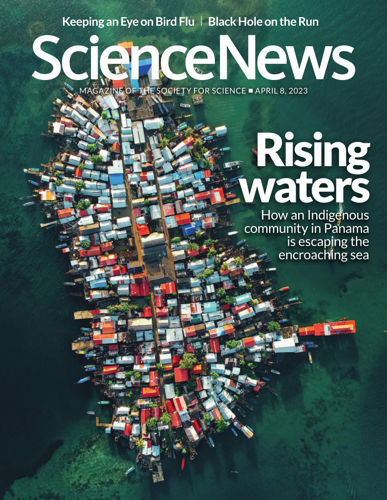 Keeping an Eye on Bird Flu | Black Hole on the Run
ScienceNews
MAGAZINE OF THE SOCIETY FOR SCIENCE ■ APRIL 8, 2023
Rising
waters
How an Indigenous
community in Panama
is escaping the
encroaching sea